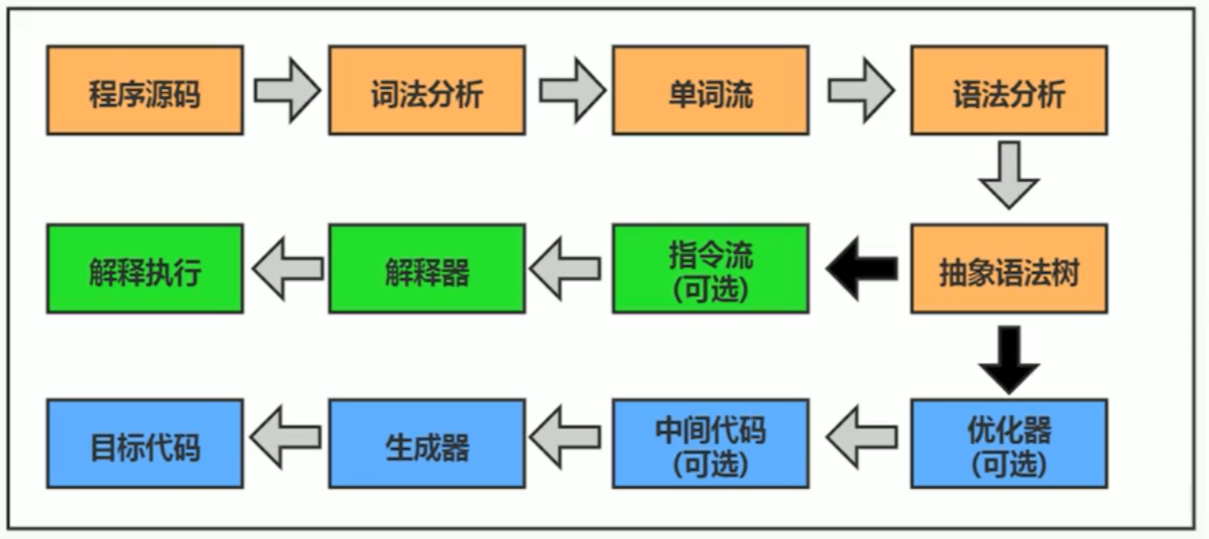 程序源码
词法分析
单词流
语法分析
解释执行
解释器
指令流
(可选)
抽象语法树
目标代码
生成器
中间代码
(可选)
优化器
(可选)